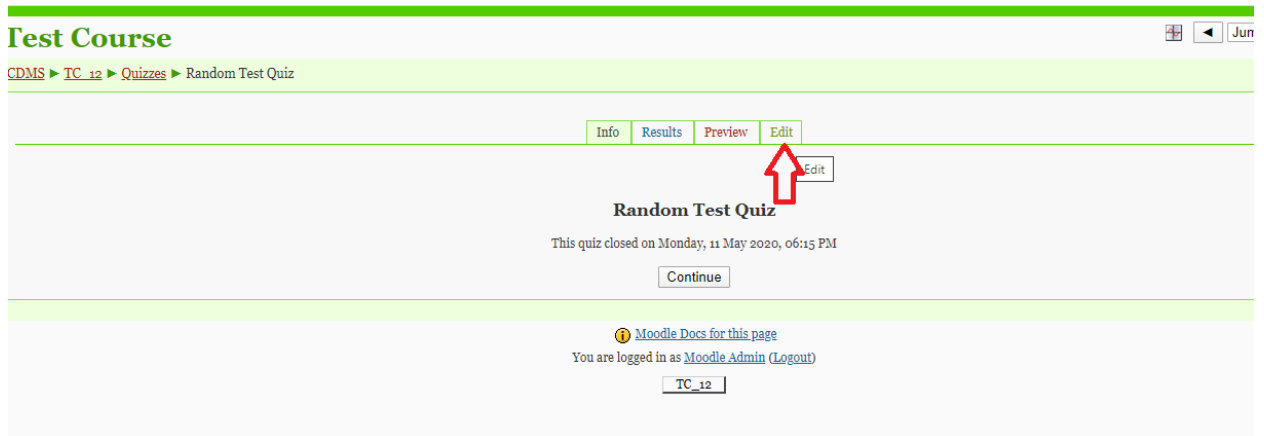 Test Course
◄ Jum
CDMS ► TC_12 ► Quizzes ► Random Test Quiz
Info Results Preview Edit
Edit
Random Test Quiz
This quiz closed on Monday, 11 May 2020, 06:15 PM
Continue
Moodle Docs for this page
You are logged in as Moodle Admin (Logout)
TC_12